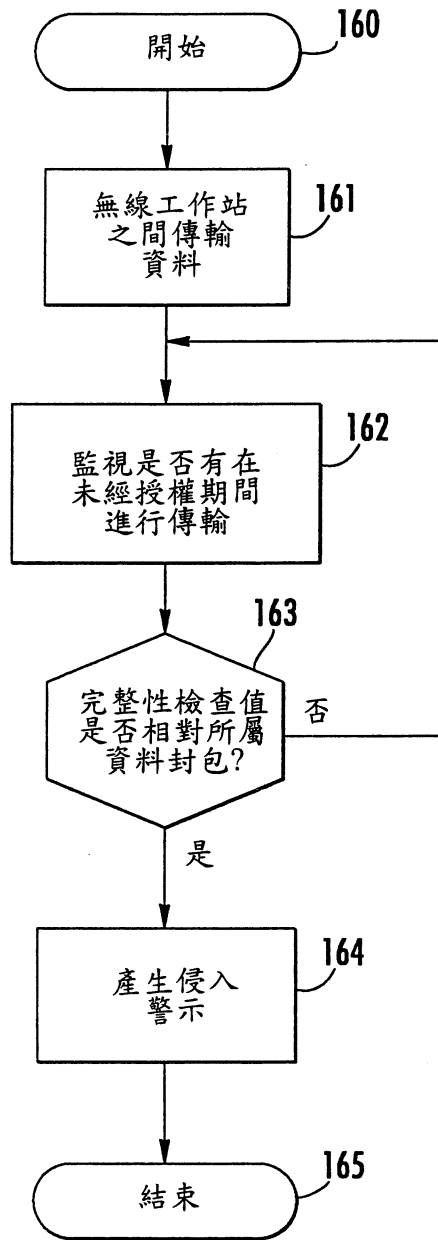 開始
160
無線工作站
之間傳輸
資料
161
監視是否有在
未經授權期間
進行傳輸
162
163
完整性檢查值
是否相對所屬
資料封包?
否
是
產生侵入
警示
164
結束
165